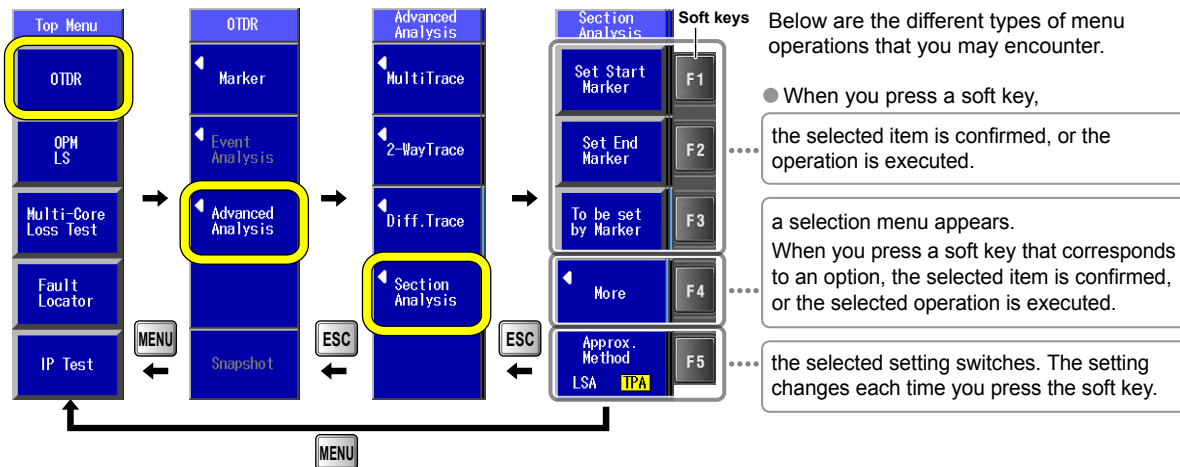 Top Menu
OTDR
OPM
LS
Multi-Core
Loss Test
Fault
Locator
IP Test
MENU
OTDR
Marker
Event
Analysis
Advanced
Analysis
Snapshot
ESC
Advanced
Analysis
MultiTrace
2-WayTrace
Diff.Trace
Section
Analysis
ESC
Section
Analysis
Set Start
Marker
Set End
Marker
To be set
by Marker
More
Approx.
Method
LSA TPA
Soft keys
F1
F2
F3
F4
F5
MENU
Below are the different types of menu
operations that you may encounter.
● When you press a soft key,
the selected item is confirmed, or the
operation is executed.
a selection menu appears.
When you press a soft key that corresponds
to an option, the selected item is confirmed,
or the selected operation is executed.
the selected setting switches. The setting
changes each time you press the soft key.